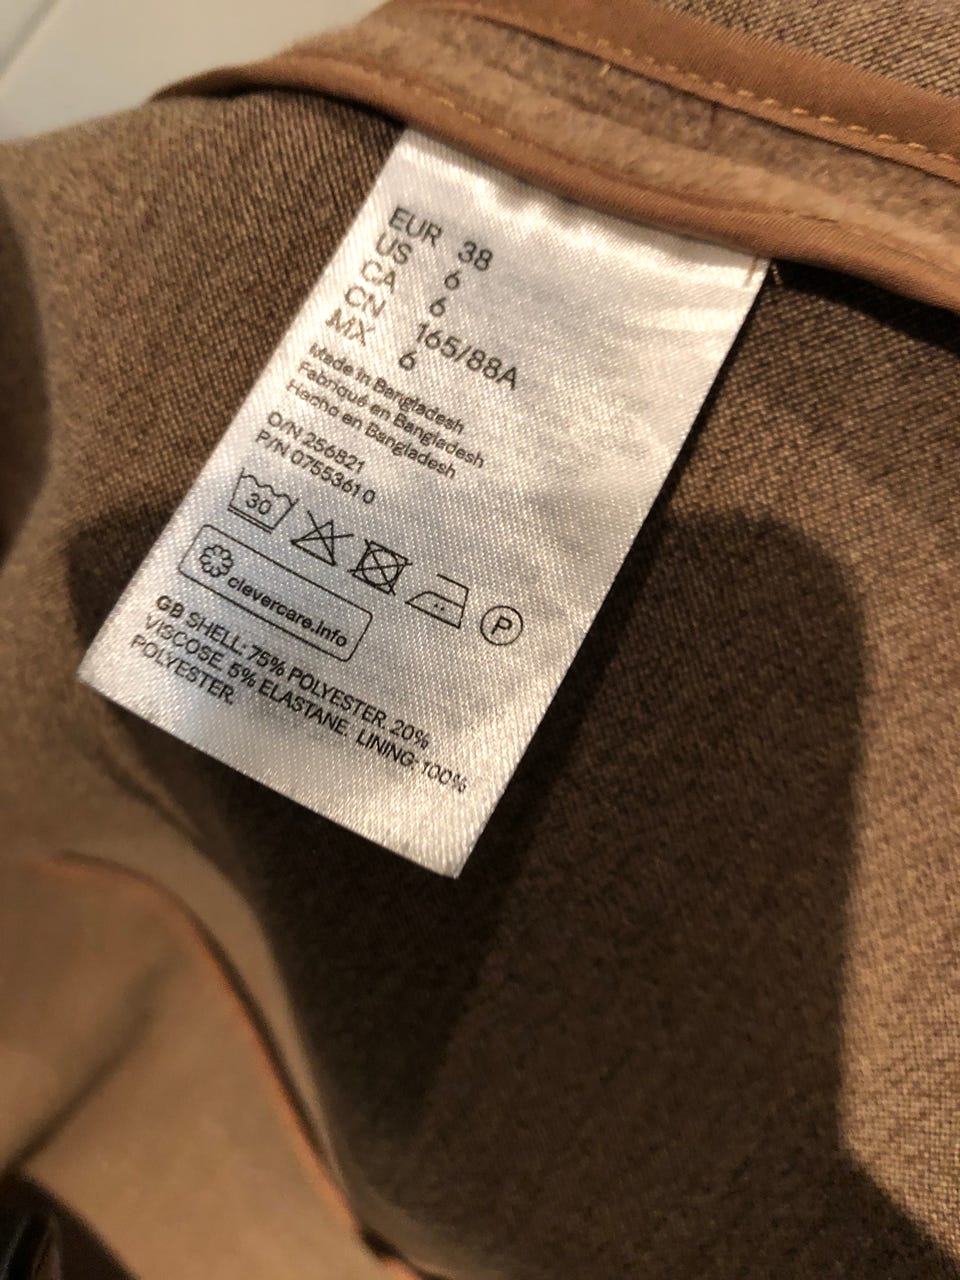 EUR 38
US 6
CA 6
CN 165/88A
MX 6
Made in Bangladesh
Fabriqué en Bangladesh
Hecho en Bangladesh
O/N 256821
P/N 07553610
30
P
clevercare.info
GB SHELL: 75% POLYESTER. 20%
VISCOSE. 5% ELASTANE. LINING: 100%
POLYESTER.